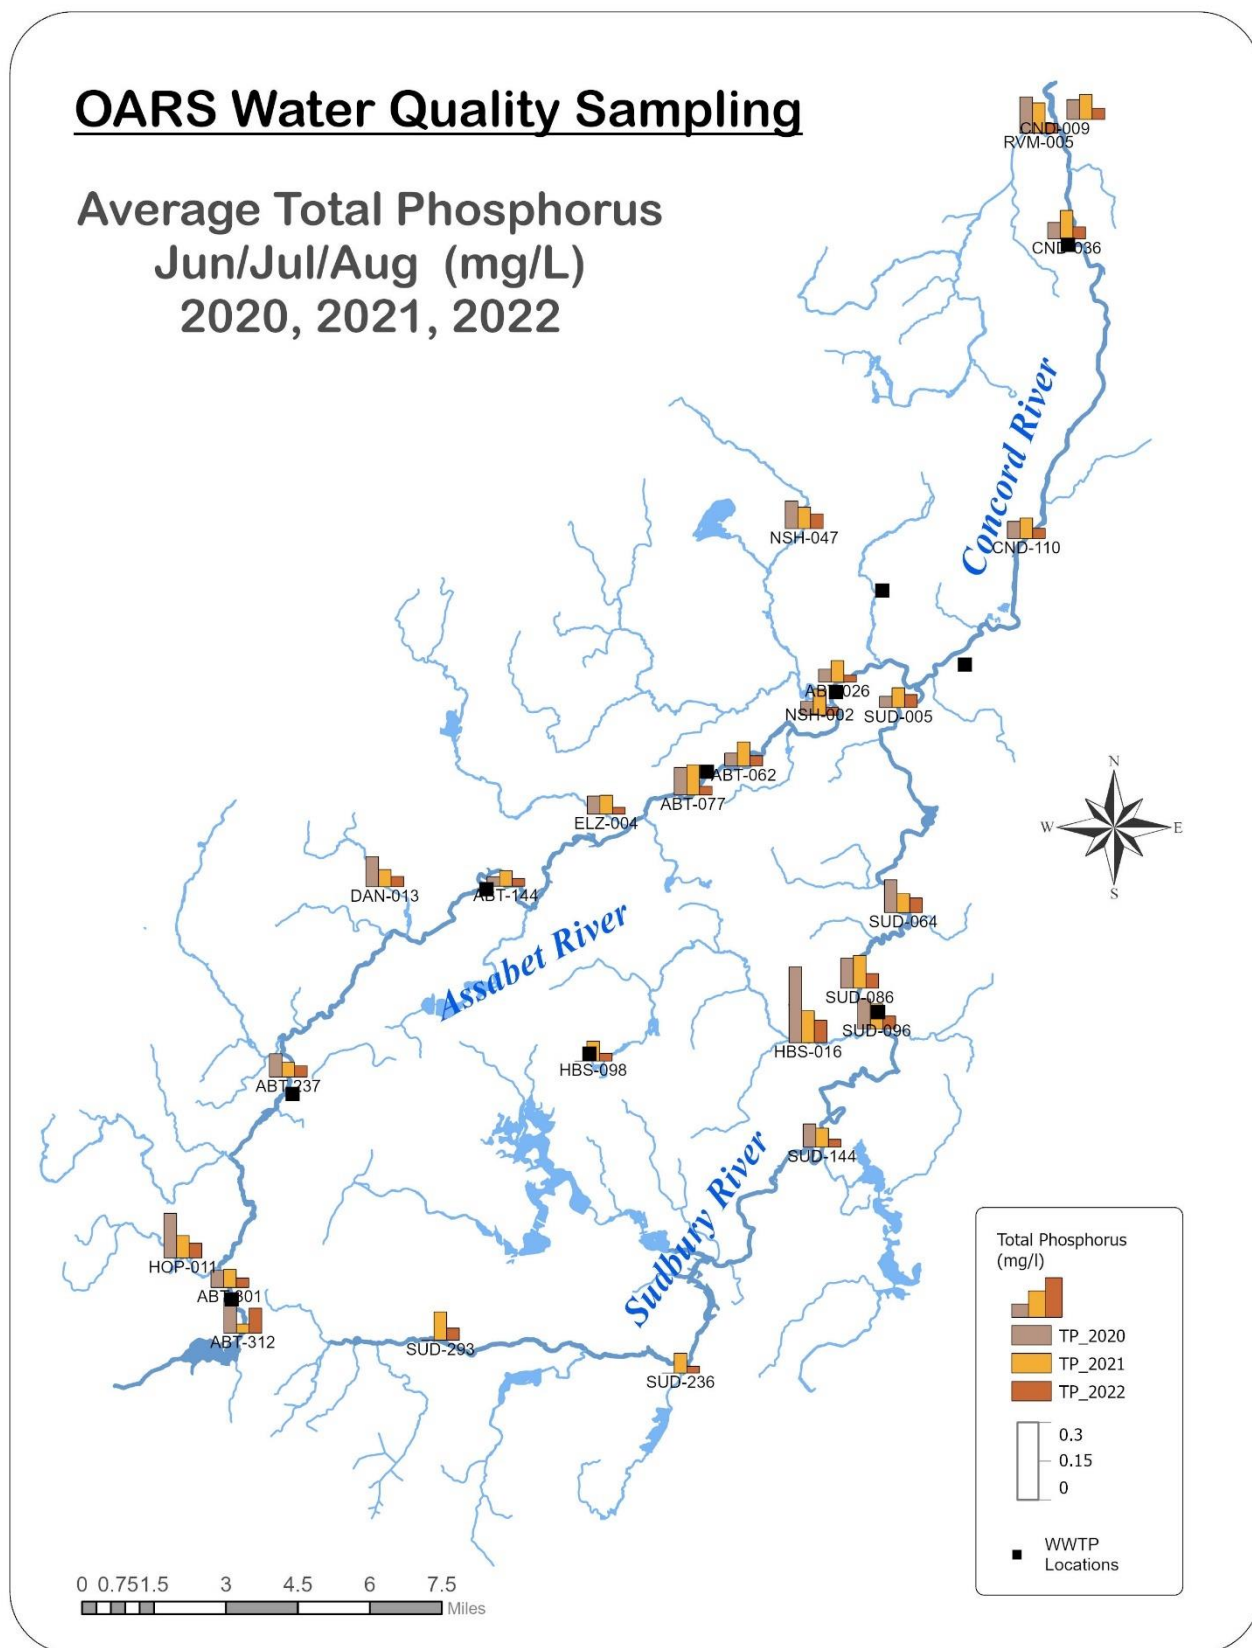 OARS Water Quality Sampling
Average Total Phosphorus
Jun/Jul/Aug (mg/L)
2020, 2021, 2022
CND-009
RVM-005
CND-036
Concord River
NSH-047
CND-110
ABT-026
NSH-002
SUD-005
ABT-062
ABT-077
ELZ-004
N
W
E
S
DAN-013
ABT-144
SUD-064
Assabet River
SUD-086
SUD-096
HBS-016
HBS-098
ABT-237
SUD-144
Sudbury River
HOP-011
ABT-301
ABT-312
SUD-293
SUD-236
Total Phosphorus
(mg/l)
TP_2020
TP_2021
TP_2022
0.3
0.15
0
WWTP
Locations
0 0.75 1.5 3 4.5 6 7.5
Miles